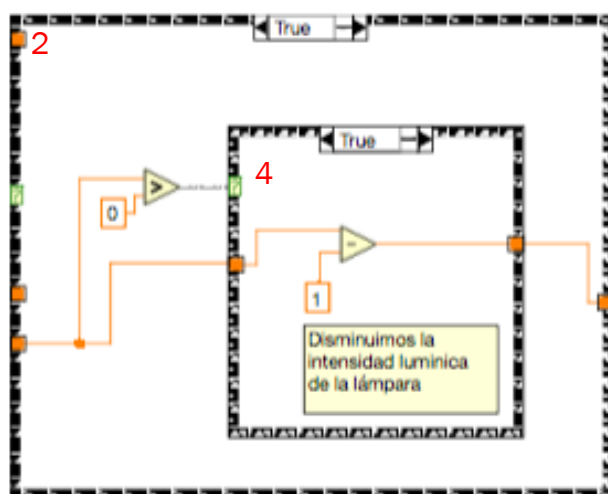 True
2
True
4
>
0
-
1
Disminuimos la
intensidad luminica
de la lámpara